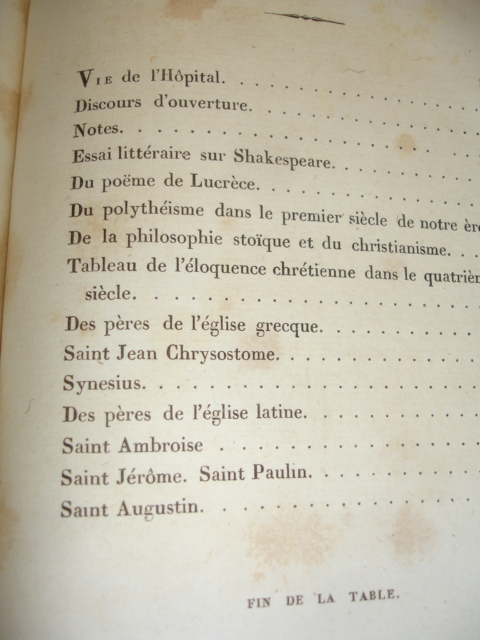 VIE de l'Hôpital. . . . . . . . . . . .
Discours d'ouverture. . . . . . . . . . .
Notes. . . . . . . . . . . . . . . . .
Essai littéraire sur Shakespeare. . . . . . .
Du poëme de Lucrèce. . . . . . . . . . .
Du polythéisme dans le premier siècle de notre
De la philosophie stoïque et du christianisme. . .
Tableau de l'éloquence chrétienne dans le
siècle. . . . . . . . . . . . . . . . .
Des pères de l'église grecque. . . . . . . .
Saint Jean Chrysostome. . . . . . . . . .
Synesius. . . . . . . . . . . . . . . .
Des pères de l'église latine. . . . . . . . .
Saint Ambroise . . . . . . . . . . . . .
Saint Jérôme. Saint Paulin. . . . . . . . .
Saint Augustin. . . . . . . . . . . . .
FIN DE LA TABLE.